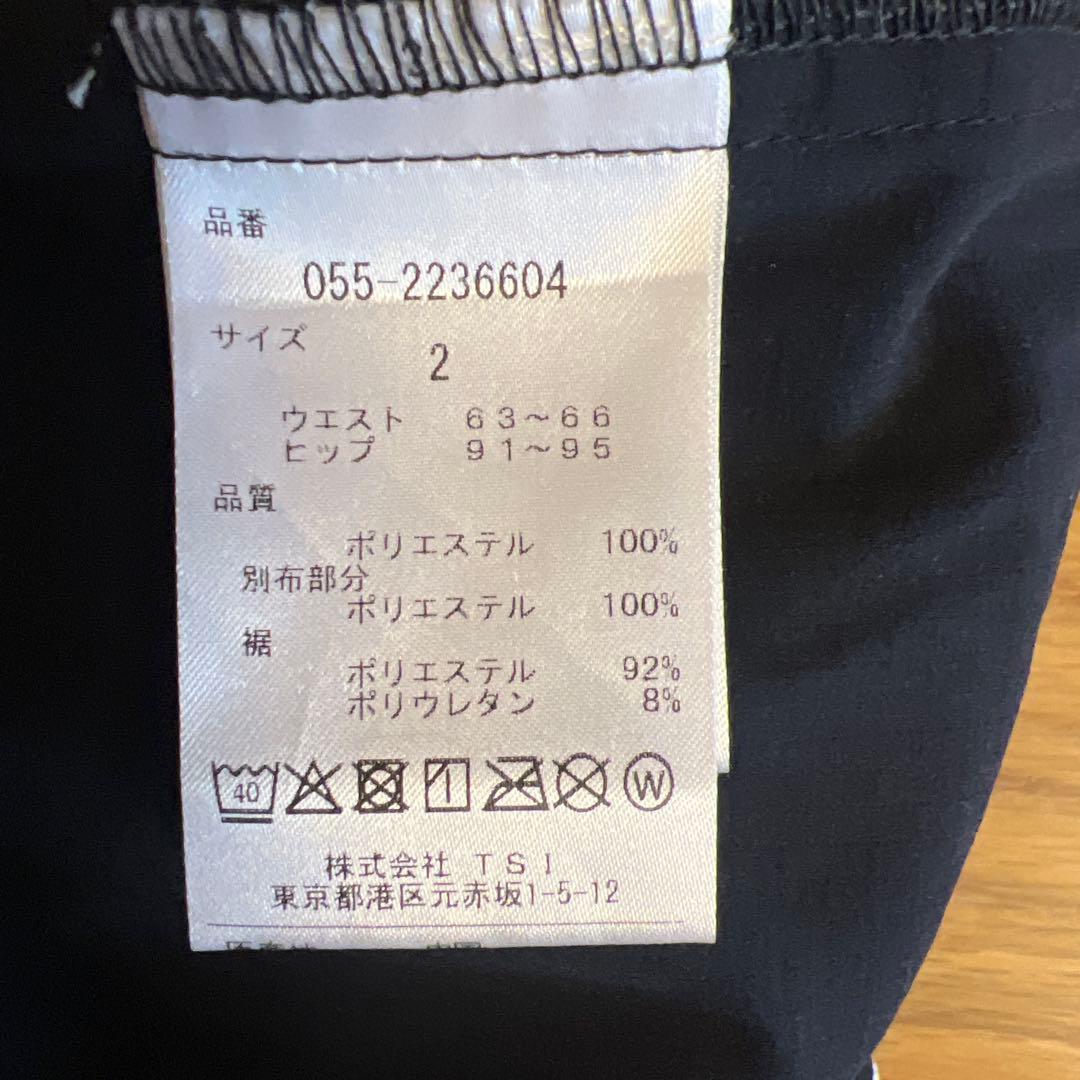 品番
055-2236604
サイズ
2
ウエスト 63～66
ヒップ 91～95
品質
ポリエステル 100%
別布部分
ポリエステル 100%
裾
ポリエステル 92%
ポリウレタン 8%
40 W
株式会社 TSI
東京都港区元赤坂1-5-12